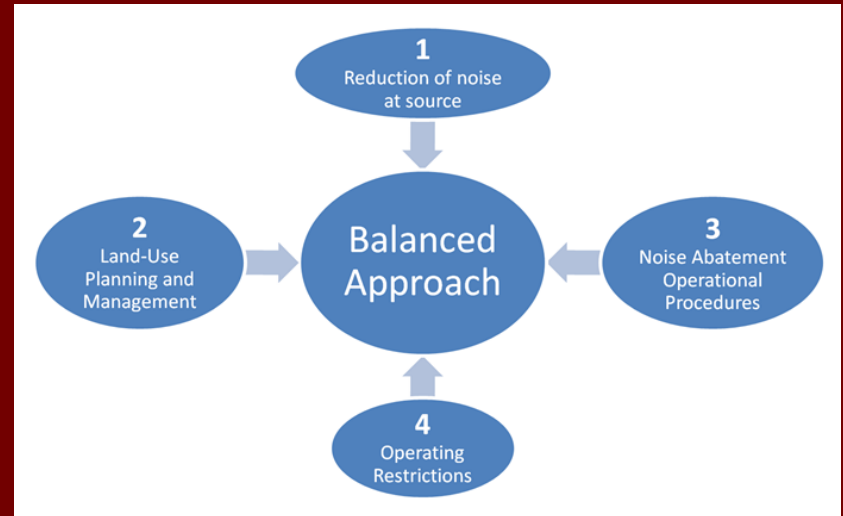 1
Reduction of noise
at source
2
Land-Use
Planning and
Management
Balanced
Approach
3
Noise Abatement
Operational
Procedures
4
Operating
Restrictions